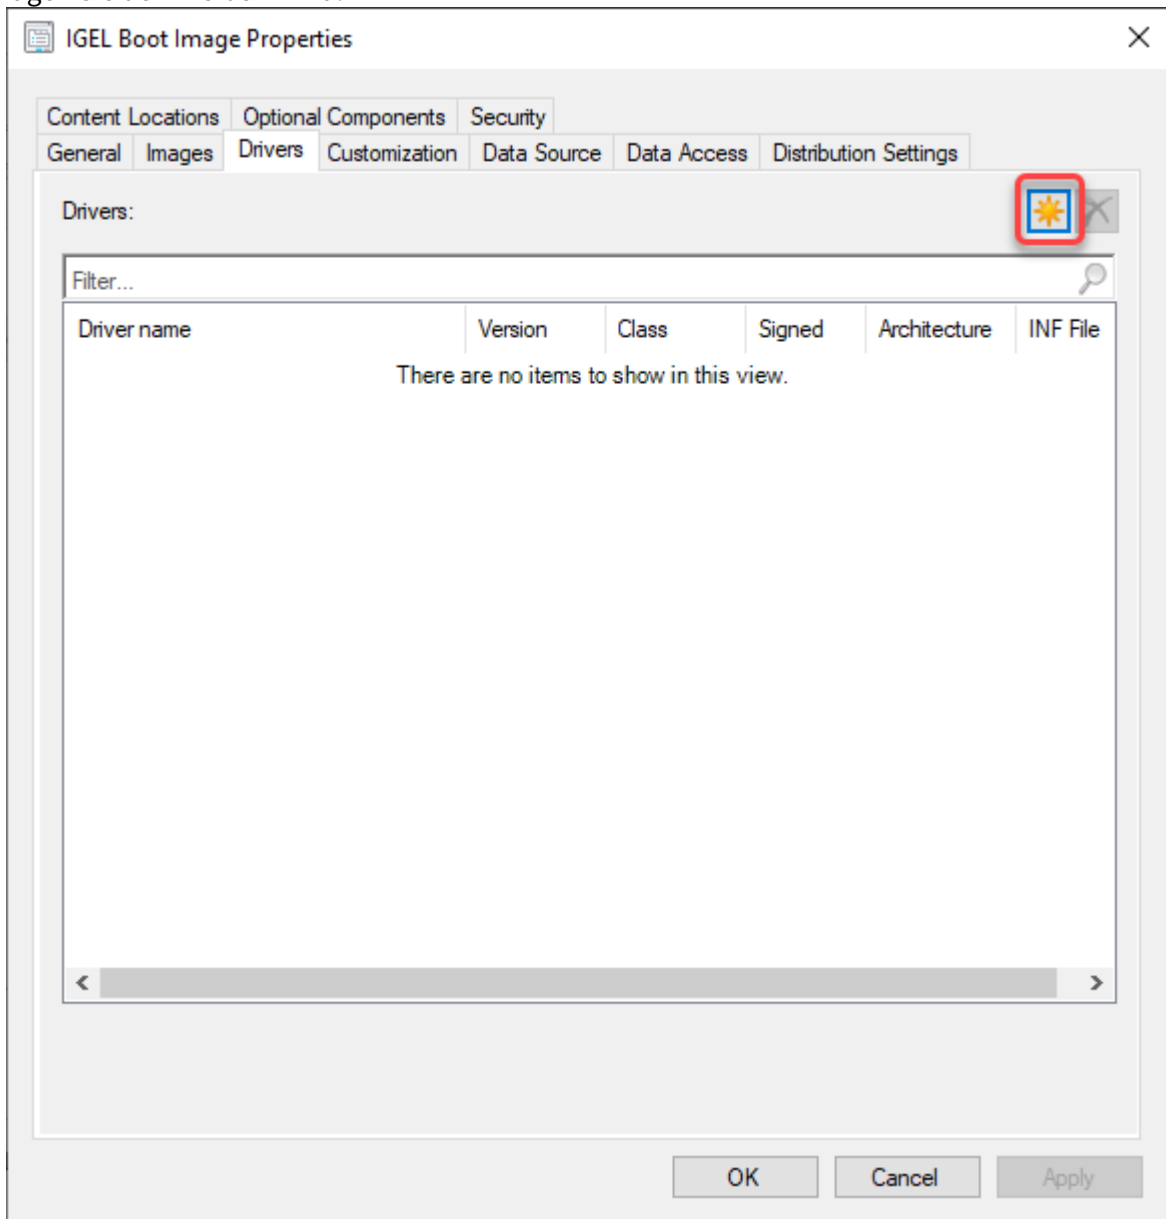 IGEL Boot Image Properties
Content Locations Optional Components Security
General Images Drivers Customization Data Source Data Access Distribution Settings
Drivers:
Filter...
Driver name Version Class Signed Architecture INF File
There are no items to show in this view.
OK Cancel Apply